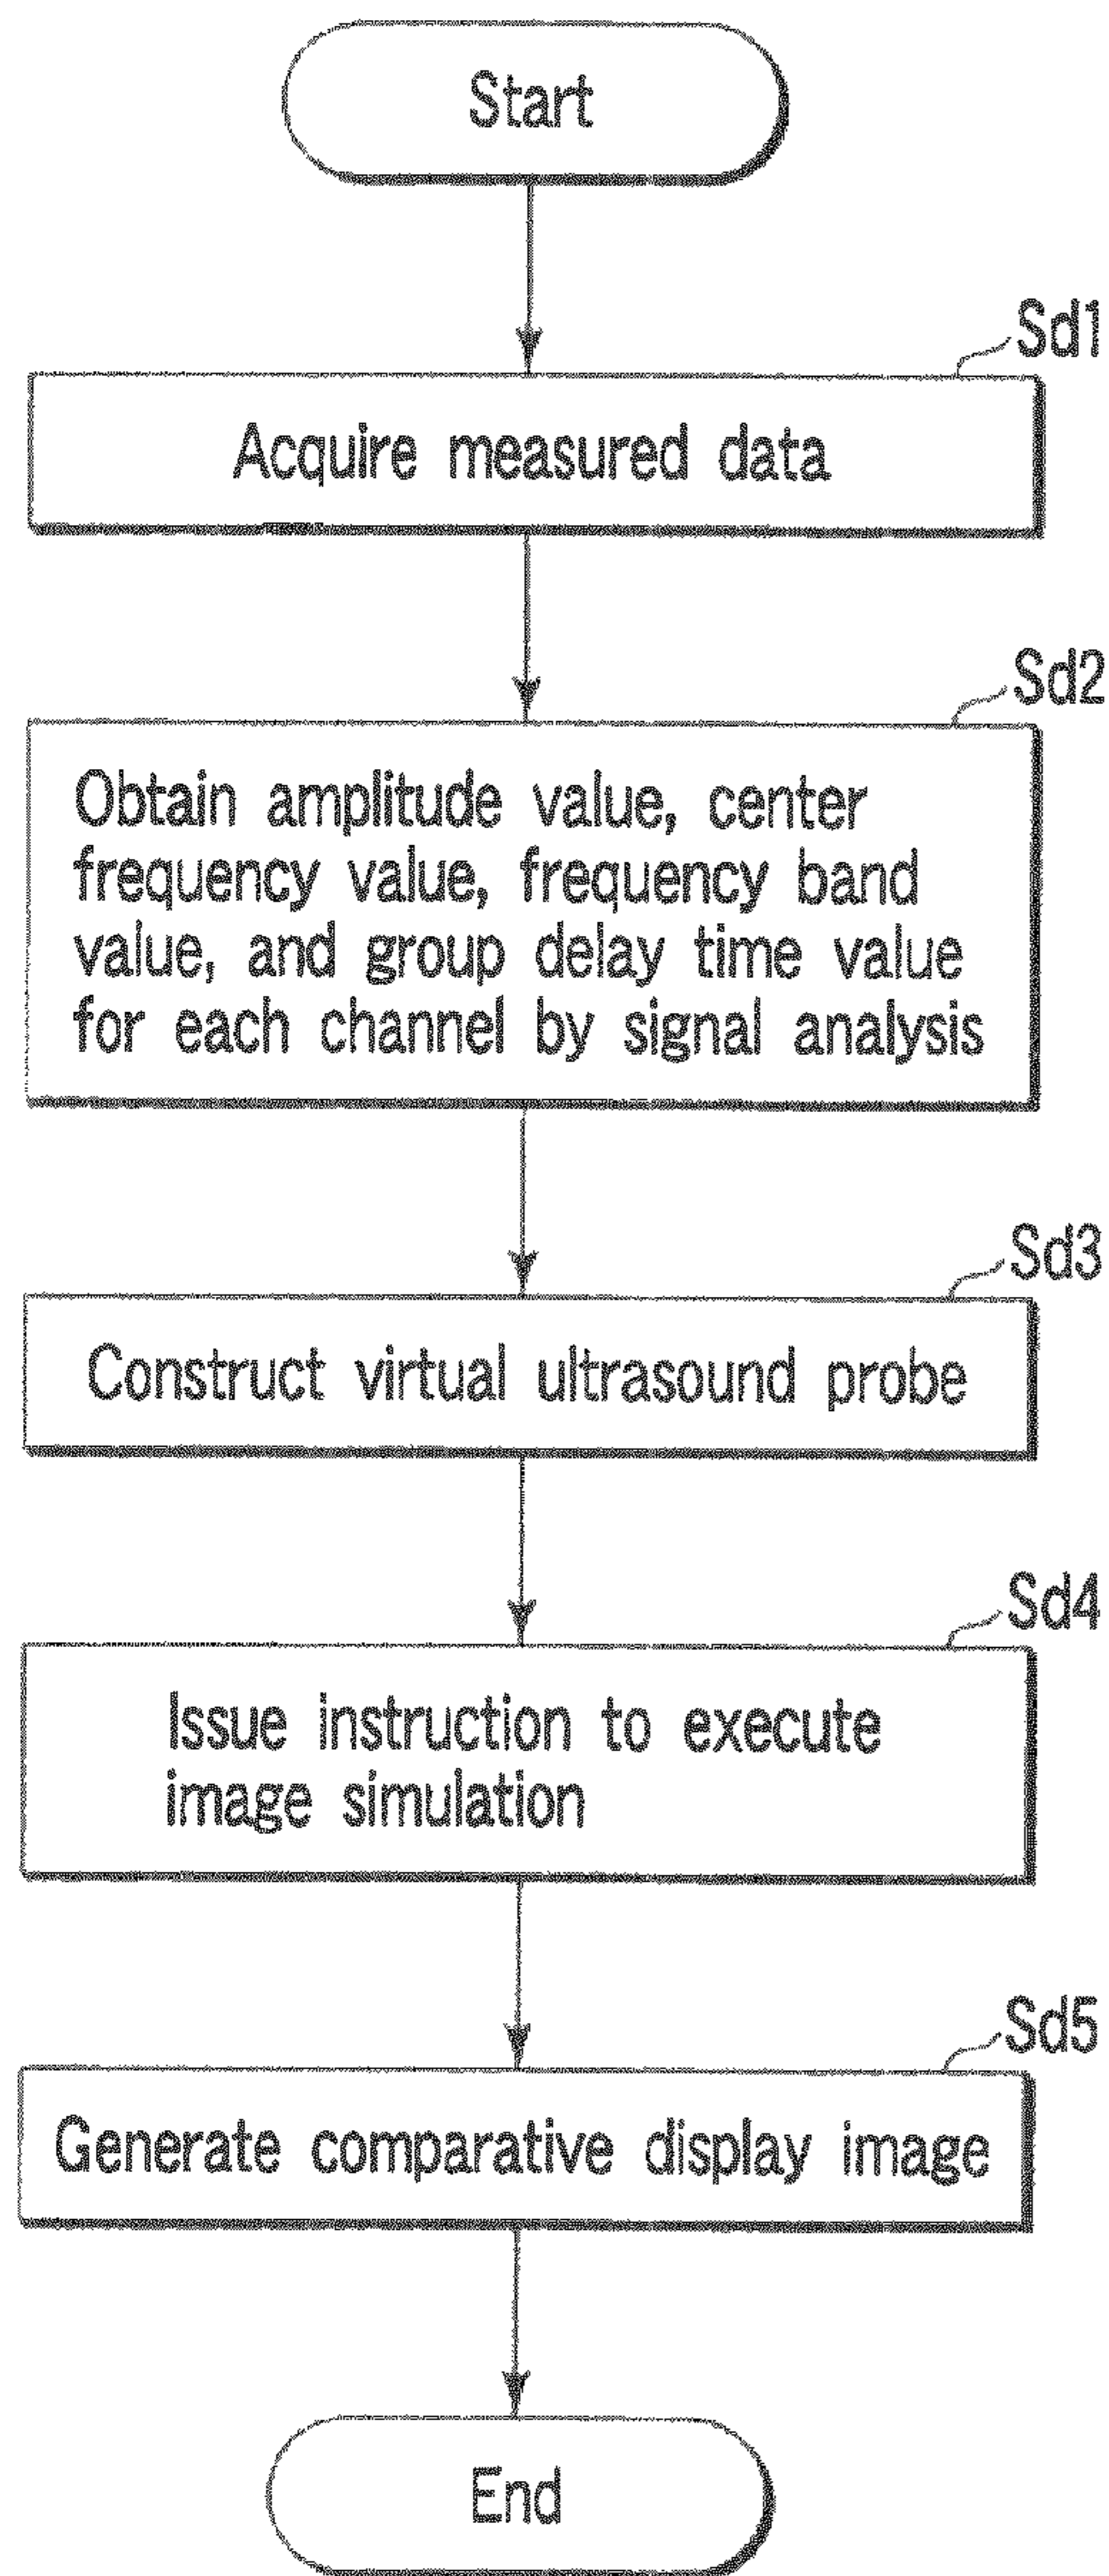 Start
Sd1
Acquire measured data
Sd2
Obtain amplitude value, center
frequency value, frequency band
value, and group delay time value
for each channel by signal analysis
Sd3
Construct virtual ultrasound probe
Sd4
Issue instruction to execute
image simulation
Sd5
Generate comparative display image
End